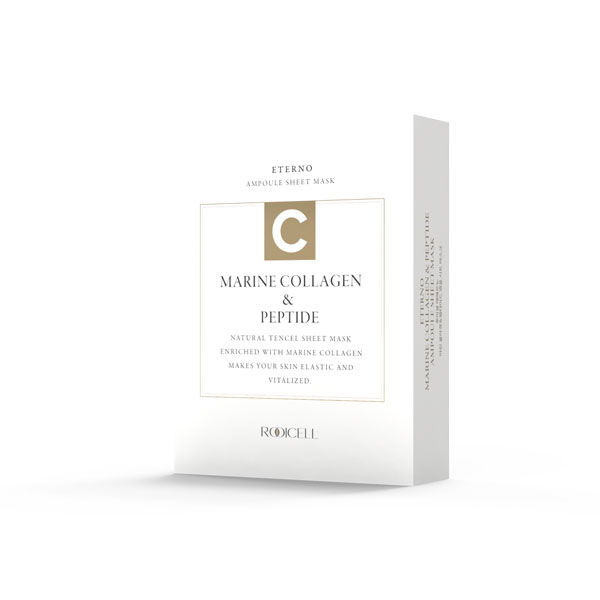 ETERNO
AMPOULE SHEET MASK
C
MARINE COLLAGEN
&
PEPTIDE
NATURAL TENCEL SHEET MASK
ENRICHED WITH MARINE COLLAGEN
MAKES YOUR SKIN ELASTIC AND
VITALIZED.
ROOICELL
ETERNO
MARINE COLLAGEN & PEPTIDE
AMPOULE SHEET MASK